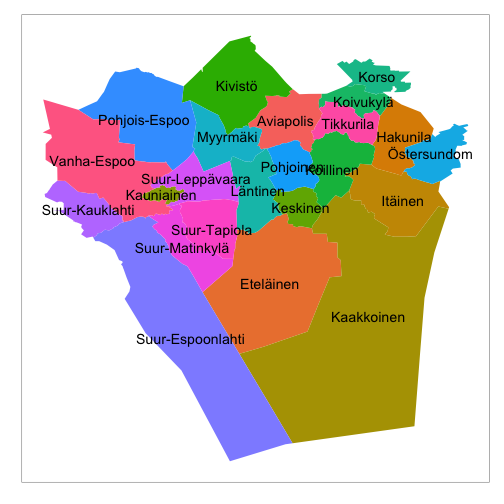 Korso
Kivistö
Koivukylä
Pohjois-Espoo
Aviapolis
Tikkurila
Myyrmäki
Hakunila
Östersundom
Vanha-Espoo
Pohjoinen
Koillinen
Suur-Leppävaara
Läntinen
Kauniainen
Itäinen
Suur-Kauklahti
Keskinen
Suur-Tapiola
Suur-Matinkylä
Eteläinen
Kaakkoinen
Suur-Espoonlahti